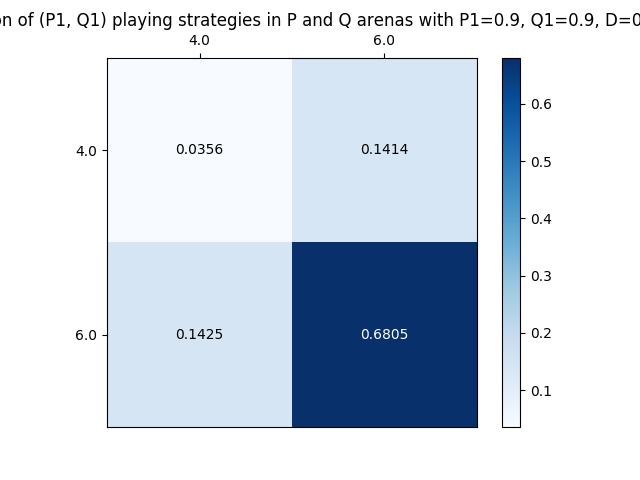 on of (P1, Q1) playing strategies in P and Q arenas with P1=0.9, Q1=0.9, D=0
4.0 6.0
4.0 0.0356 0.1414
6.0 0.1425 0.6805
0.6
0.5
0.4
0.3
0.2
0.1